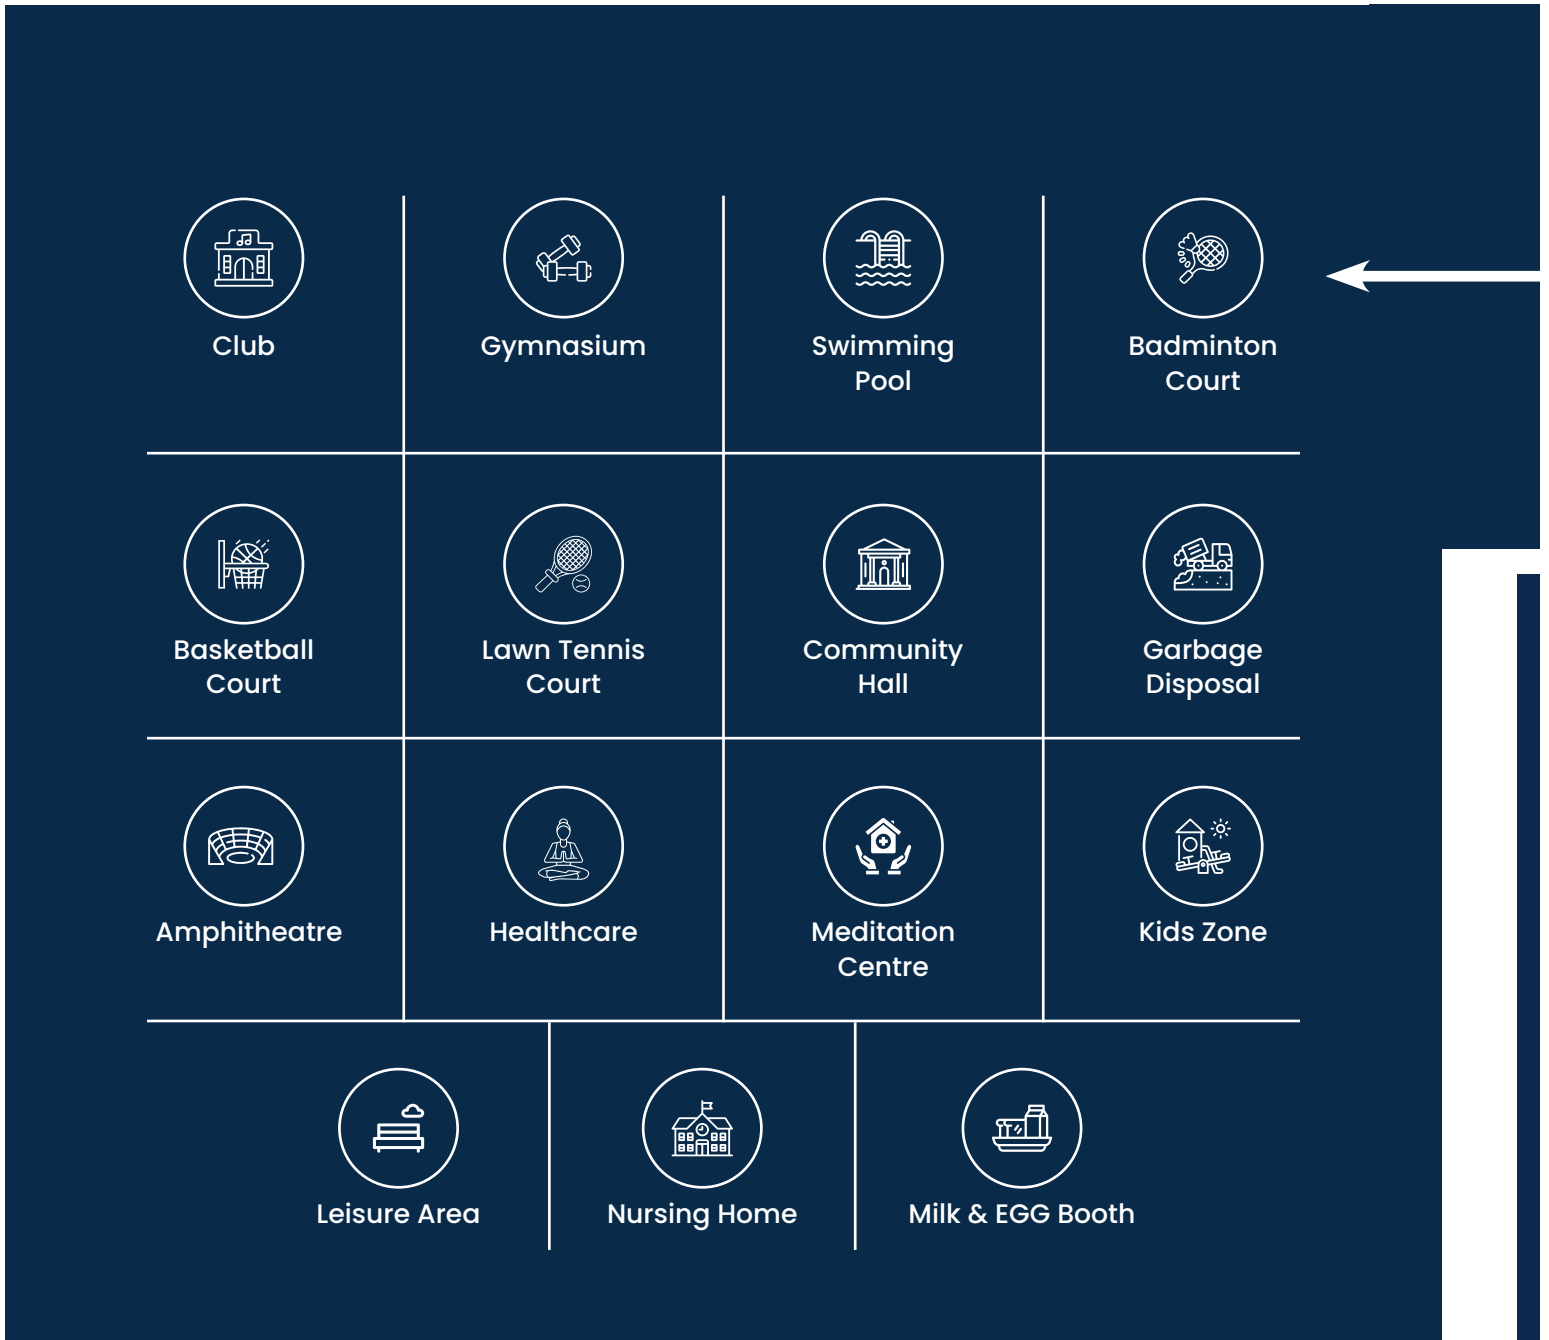 Club
Gymnasium
Swimming
Pool
Badminton
Court
Basketball
Court
Lawn Tennis
Court
Community
Hall
Garbage
Disposal
Amphitheatre
Healthcare
Meditation
Centre
Kids Zone
Leisure Area
Nursing Home
Milk & EGG Booth